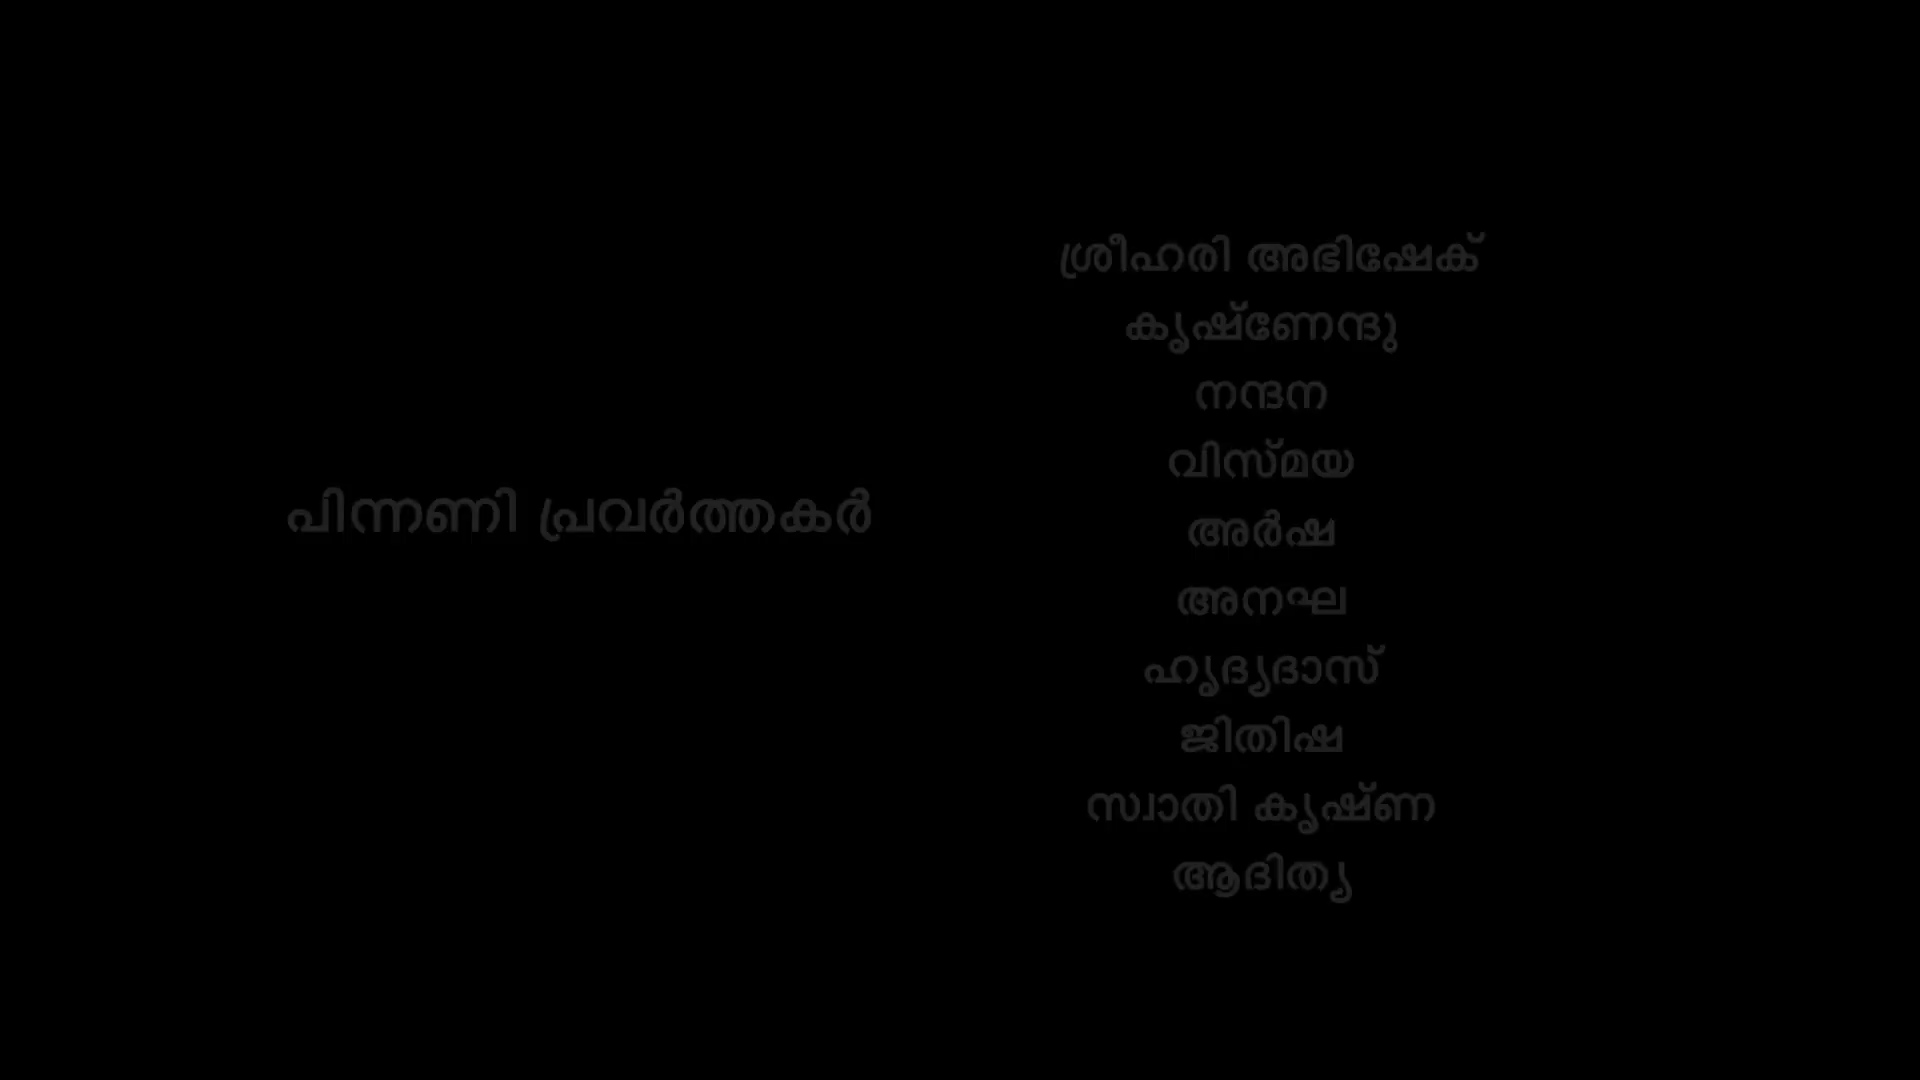 പിന്നണി പ്രവർത്തകർ
ശ്രീഹരി അഭിഷേക്
കൃഷ്ണേന്ദു
നന്ദന
വിസ്മയ
അർഷ
അനഘ
ഹൃദ്യദാസ്
ജിതിഷ
സ്വാതി കൃഷ്ണ
ആദിത്യ